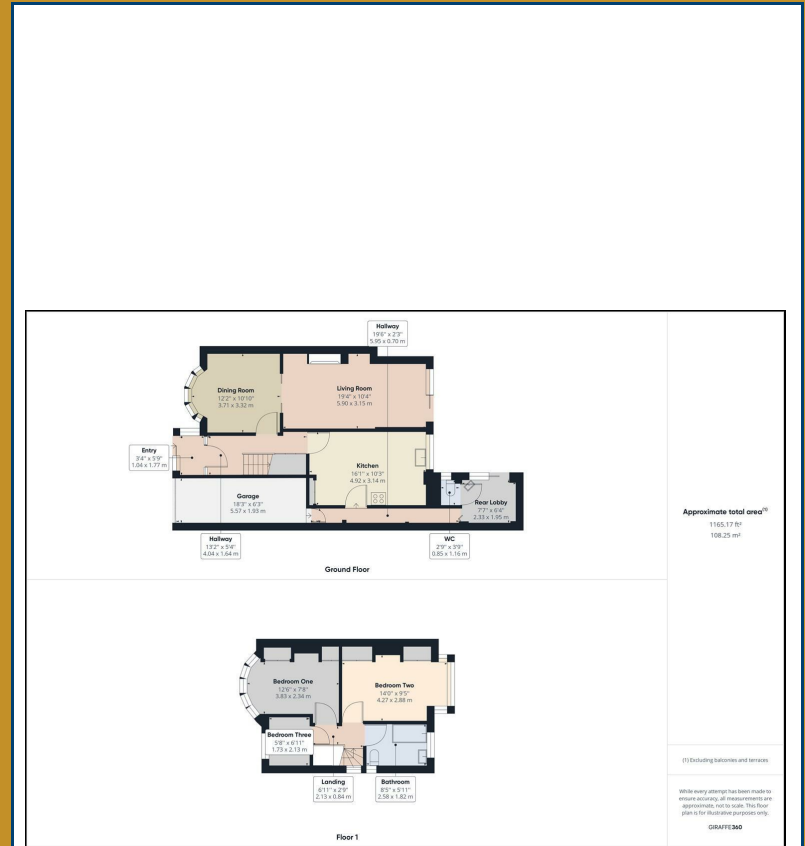 Hallway
19'6" x 2'3"
5.95 x 0.70 m
Dining Room
12'2" x 10'10"
3.71 x 3.32 m
Living Room
19'4" x 10'4"
5.90 x 3.15 m
Entry
3'4" x 5'9"
1.04 x 1.77 m
Kitchen
16'1" x 10'3"
4.92 x 3.14 m
Garage
18'3" x 6'3"
5.57 x 1.93 m
Rear Lobby
7'7" x 6'4"
2.33 x 1.95 m
Hallway
13'2" x 5'4"
4.04 x 1.64 m
WC
2'9" x 3'9"
0.85 x 1.16 m
Ground Floor
Approximate total area(1)
1165.17 ft²
108.25 m²
Bedroom One
12'6" x 7'8"
3.83 x 2.34 m
Bedroom Two
14'0" x 9'5"
4.27 x 2.88 m
Bedroom Three
5'8" x 6'11"
1.73 x 2.13 m
Landing
6'11" x 2'9"
2.13 x 0.84 m
Bathroom
8'5" x 5'11"
2.58 x 1.82 m
Floor 1
(1) Excluding balconies and terraces
While every attempt has been made to
ensure accuracy, all measurements are
approximate, not to scale. This floor
plan is for illustrative purposes only.
GIRAFFE360